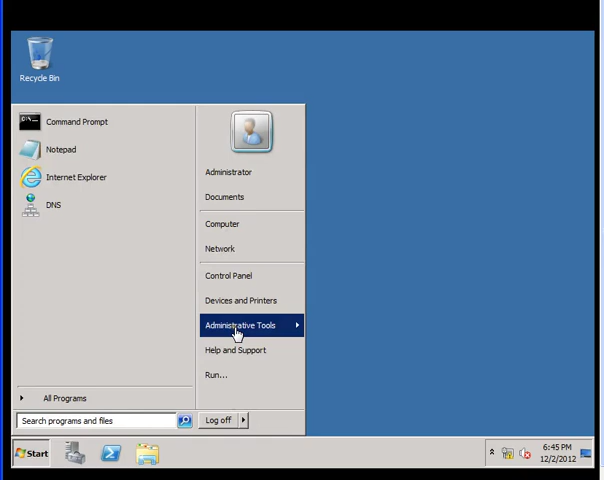 Recycle Bin
Command Prompt
Notepad
Internet Explorer
DNS
All Programs
Search programs and files
Administrator
Documents
Computer
Network
Control Panel
Devices and Printers
Administrative Tools
Help and Support
Run...
Log off
Start
6:45 PM
12/2/2012